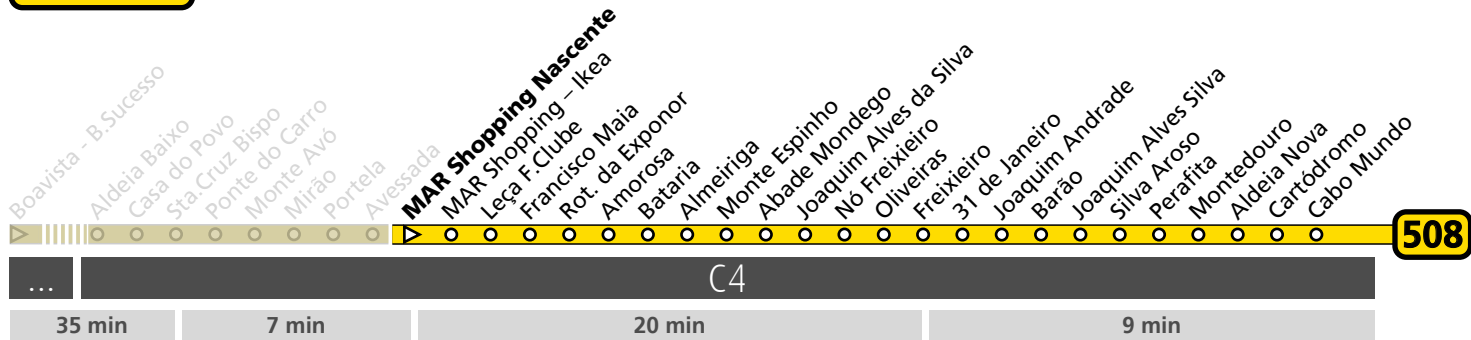 Boavista - B.Sucesso
Aldeia Baixo
Casa do Povo
Sta.Cruz Bispo
Ponte do Carro
Monte Avó
Mirão
Portela
Avessada
MAR Shopping Nascente
MAR Shopping – Ikea
Leça F.Clube
Francisco Maia
Rot. da Exponor
Amorosa
Bataria
Almeiriga
Monte Espinho
Abade Mondego
Joaquim Alves da Silva
Nó Freixieiro
Oliveiras
Freixieiro
31 de Janeiro
Joaquim Andrade
Barão
Joaquim Alves Silva
Silva Aroso
Perafita
Montedouro
Aldeia Nova
Cartódromo
Cabo Mundo
508
... C4
35 min 7 min 20 min 9 min